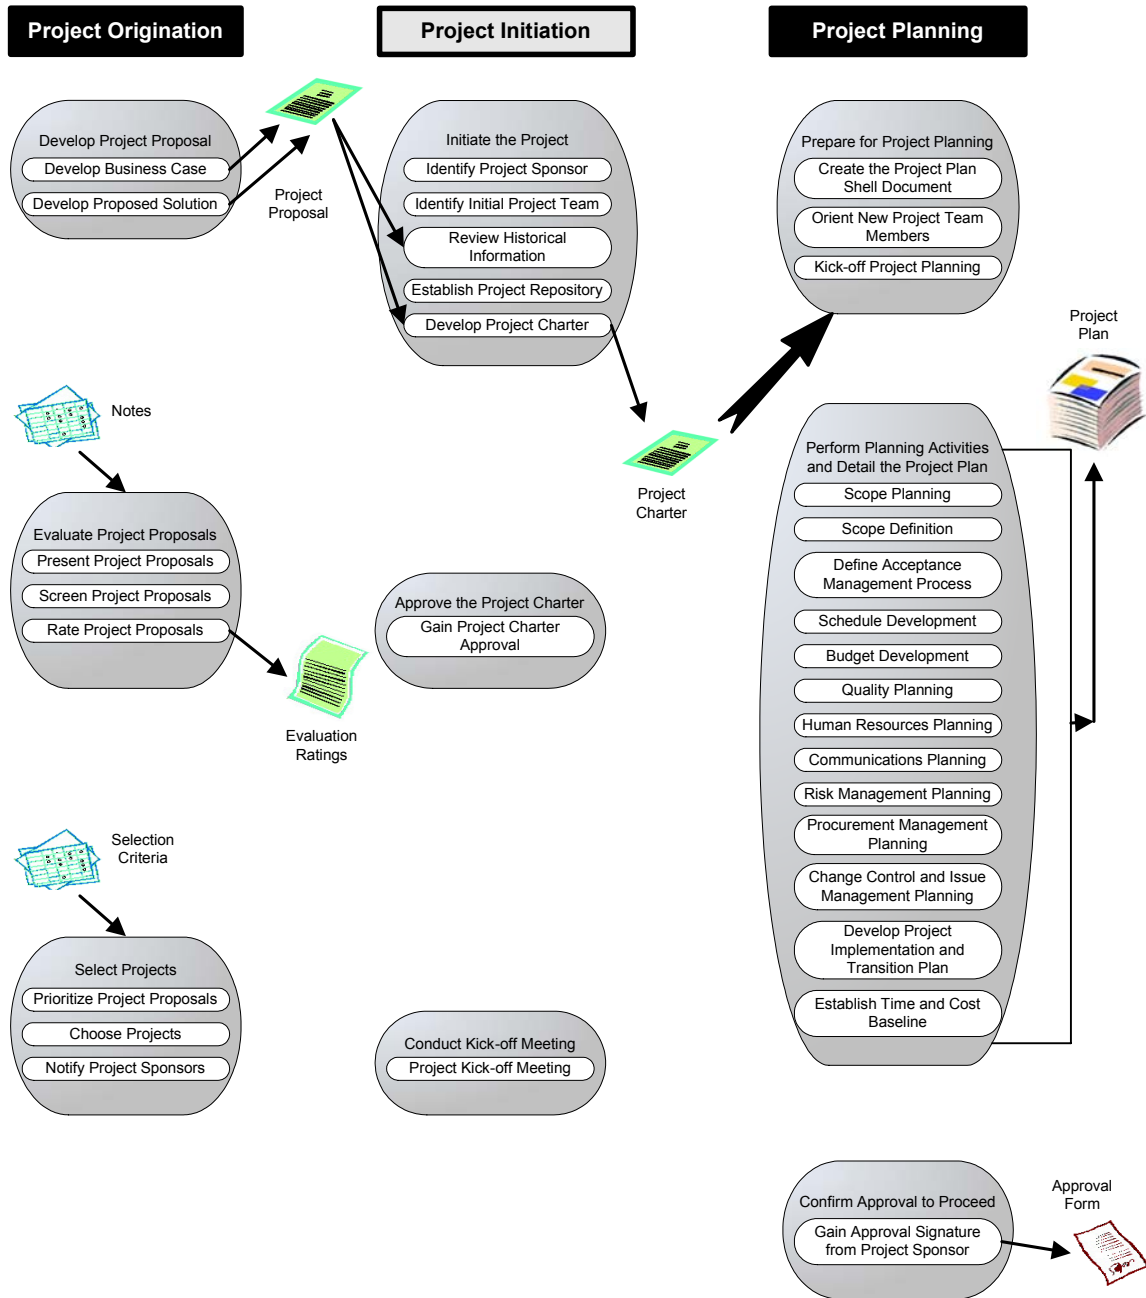 Project Origination
Project Initiation
Project Planning
Develop Project Proposal
Develop Business Case
Develop Proposed Solution
Project
Proposal
Initiate the Project
Identify Project Sponsor
Identify Initial Project Team
Review Historical
Information
Establish Project Repository
Develop Project Charter
Prepare for Project Planning
Create the Project Plan
Shell Document
Orient New Project Team
Members
Kick-off Project Planning
Project
Plan
Notes
Evaluate Project Proposals
Present Project Proposals
Screen Project Proposals
Rate Project Proposals
Evaluation
Ratings
Approve the Project Charter
Gain Project Charter
Approval
Project
Charter
Perform Planning Activities
and Detail the Project Plan
Scope Planning
Scope Definition
Define Acceptance
Management Process
Schedule Development
Budget Development
Quality Planning
Human Resources Planning
Communications Planning
Risk Management Planning
Procurement Management
Planning
Change Control and Issue
Management Planning
Develop Project
Implementation and
Transition Plan
Establish Time and Cost
Baseline
Selection
Criteria
Select Projects
Prioritize Project Proposals
Choose Projects
Notify Project Sponsors
Conduct Kick-off Meeting
Project Kick-off Meeting
Confirm Approval to Proceed
Gain Approval Signature
from Project Sponsor
Approval
Form